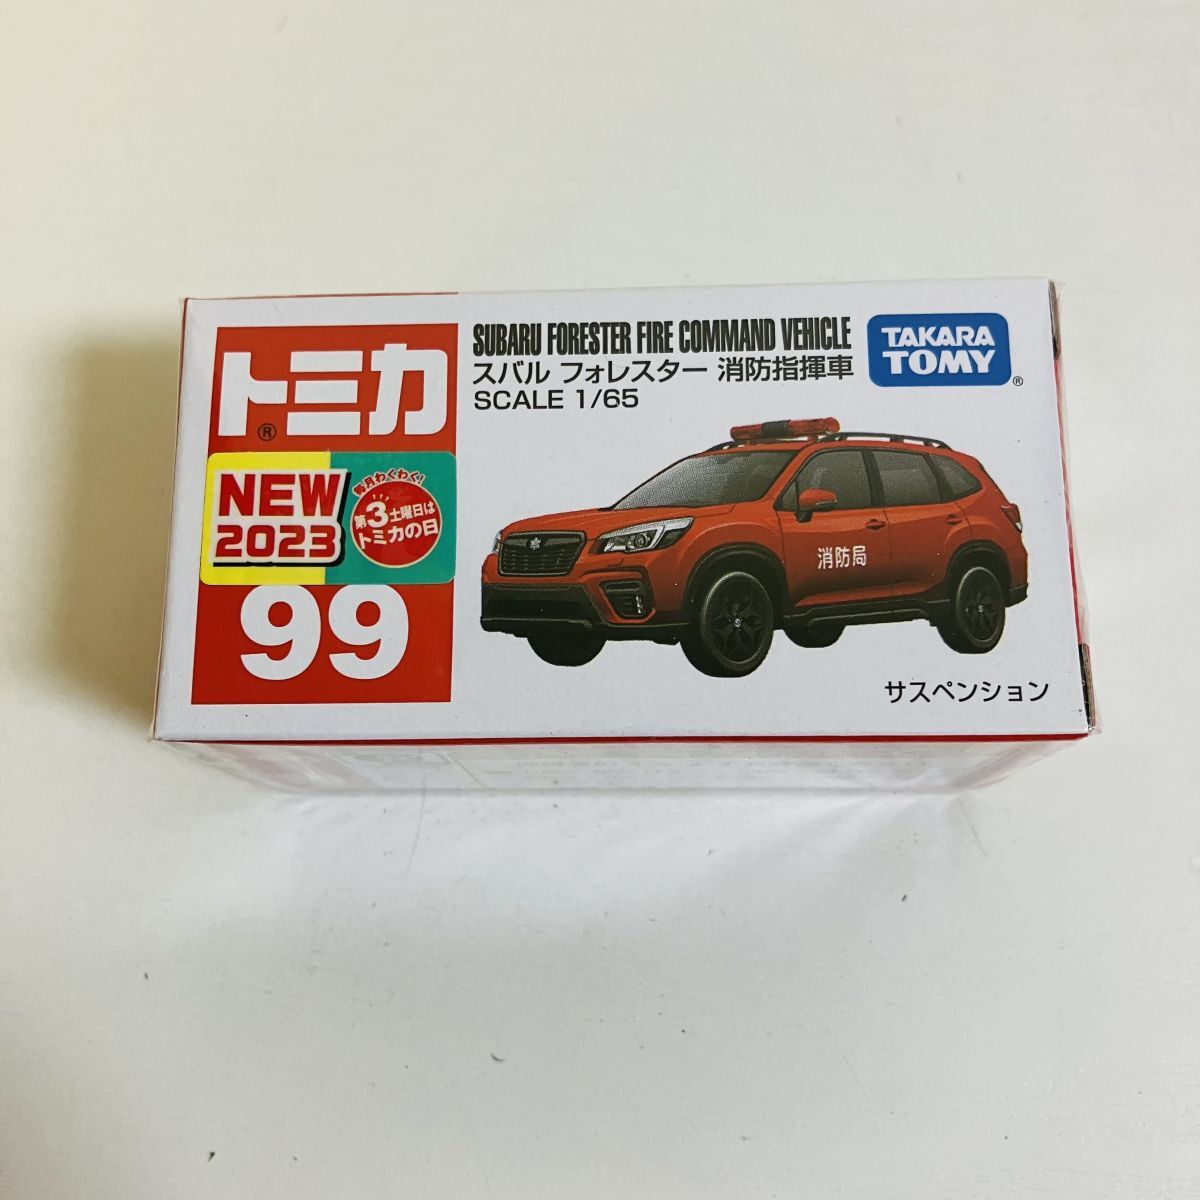 トミカ
®
NEW
2023
毎月わくわく!
第3土曜日は
トミカの日
99
SUBARU FORESTER FIRE COMMAND VEHICLE
スバル フォレスター 消防指揮車
SCALE 1/65
TAKARA
TOMY
®
消防局
サスペンション